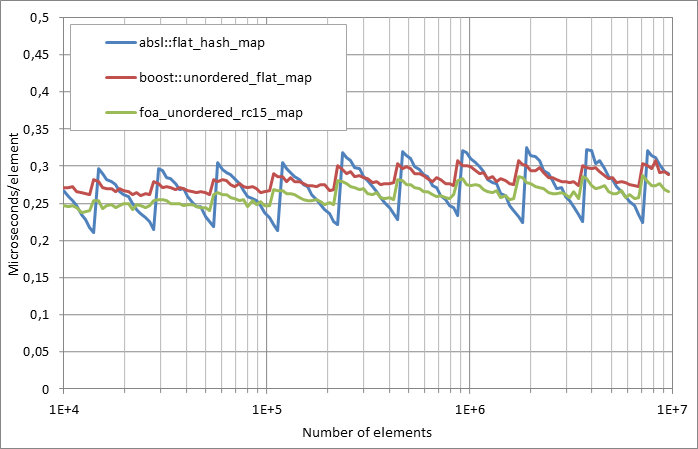 0,5
0,45
0,4
0,35
0,3
0,25
0,2
0,15
0,1
0,05
0
Microseconds/element
absl::flat_hash_map
boost::unordered_flat_map
foa_unordered_rc15_map
1E+4 1E+5 1E+6 1E+7
Number of elements